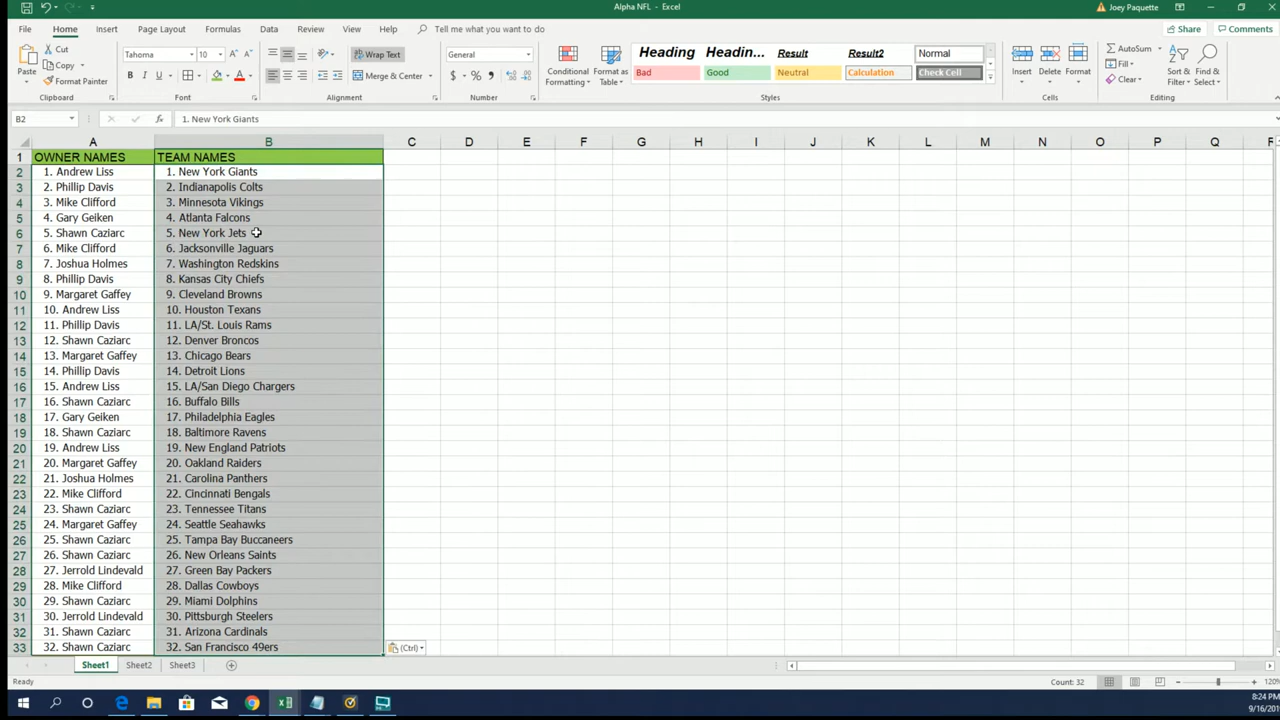 Alpha NFL - Excel
Joey Paquette
File Home Insert Page Layout Formulas Data Review View Help Tell me what you want to do Share Comments
Cut
Copy
Format Painter
Paste
Clipboard
Tahoma 10
B I U
Font
Wrap Text
Merge & Center
Alignment
General
$ % ,
Number
Conditional Formatting
Format as Table
Heading Headin... Result Result2 Normal
Bad Good Neutral Calculation Check Cell
Styles
Insert Delete Format
Cells
AutoSum
Fill
Clear
Sort & Filter
Find & Select
Editing
B2 1. New York Giants
A B C D E F G H I J K L M N O P Q R
1 OWNER NAMES TEAM NAMES
2 1. Andrew Liss 1. New York Giants
3 2. Phillip Davis 2. Indianapolis Colts
4 3. Mike Clifford 3. Minnesota Vikings
5 4. Gary Geiken 4. Atlanta Falcons
6 5. Shawn Caziarc 5. New York Jets
7 6. Mike Clifford 6. Jacksonville Jaguars
8 7. Joshua Holmes 7. Washington Redskins
9 8. Phillip Davis 8. Kansas City Chiefs
10 9. Margaret Gaffey 9. Cleveland Browns
11 10. Andrew Liss 10. Houston Texans
12 11. Phillip Davis 11. LA/St. Louis Rams
13 12. Shawn Caziarc 12. Denver Broncos
14 13. Margaret Gaffey 13. Chicago Bears
15 14. Phillip Davis 14. Detroit Lions
16 15. Andrew Liss 15. LA/San Diego Chargers
17 16. Shawn Caziarc 16. Buffalo Bills
18 17. Gary Geiken 17. Philadelphia Eagles
19 18. Shawn Caziarc 18. Baltimore Ravens
20 19. Andrew Liss 19. New England Patriots
21 20. Margaret Gaffey 20. Oakland Raiders
22 21. Joshua Holmes 21. Carolina Panthers
23 22. Mike Clifford 22. Cincinnati Bengals
24 23. Shawn Caziarc 23. Tennessee Titans
25 24. Margaret Gaffey 24. Seattle Seahawks
26 25. Shawn Caziarc 25. Tampa Bay Buccaneers
27 26. Shawn Caziarc 26. New Orleans Saints
28 27. Jerrold Lindevald 27. Green Bay Packers
29 28. Mike Clifford 28. Dallas Cowboys
30 29. Shawn Caziarc 29. Miami Dolphins
31 30. Jerrold Lindevald 30. Pittsburgh Steelers
32 31. Shawn Caziarc 31. Arizona Cardinals
33 32. Shawn Caziarc 32. San Francisco 49ers
(Ctrl)
Sheet1 Sheet2 Sheet3
Ready Count: 32 120%
8:24 PM
9/16/20